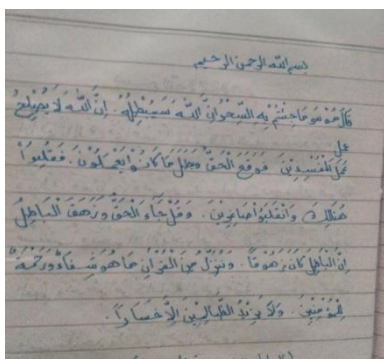 بسم الله الرحمن الرحيم
قال موسى ما جئتم به السحر إن الله سيبطله. إن الله لا يصلح
عمل
المفسدين. فوقع الحق وبطل ما كانوا يعملون. فغلبوا
هنالك وانقلبوا صاغرين. وقل جاء الحق وزهق الباطل
إن الباطل كان زهوقا. وننزل من القرآن ما هو شفاء ورحمة
للمؤمنين. ولا يزيد الظالمين إلا خسارا.